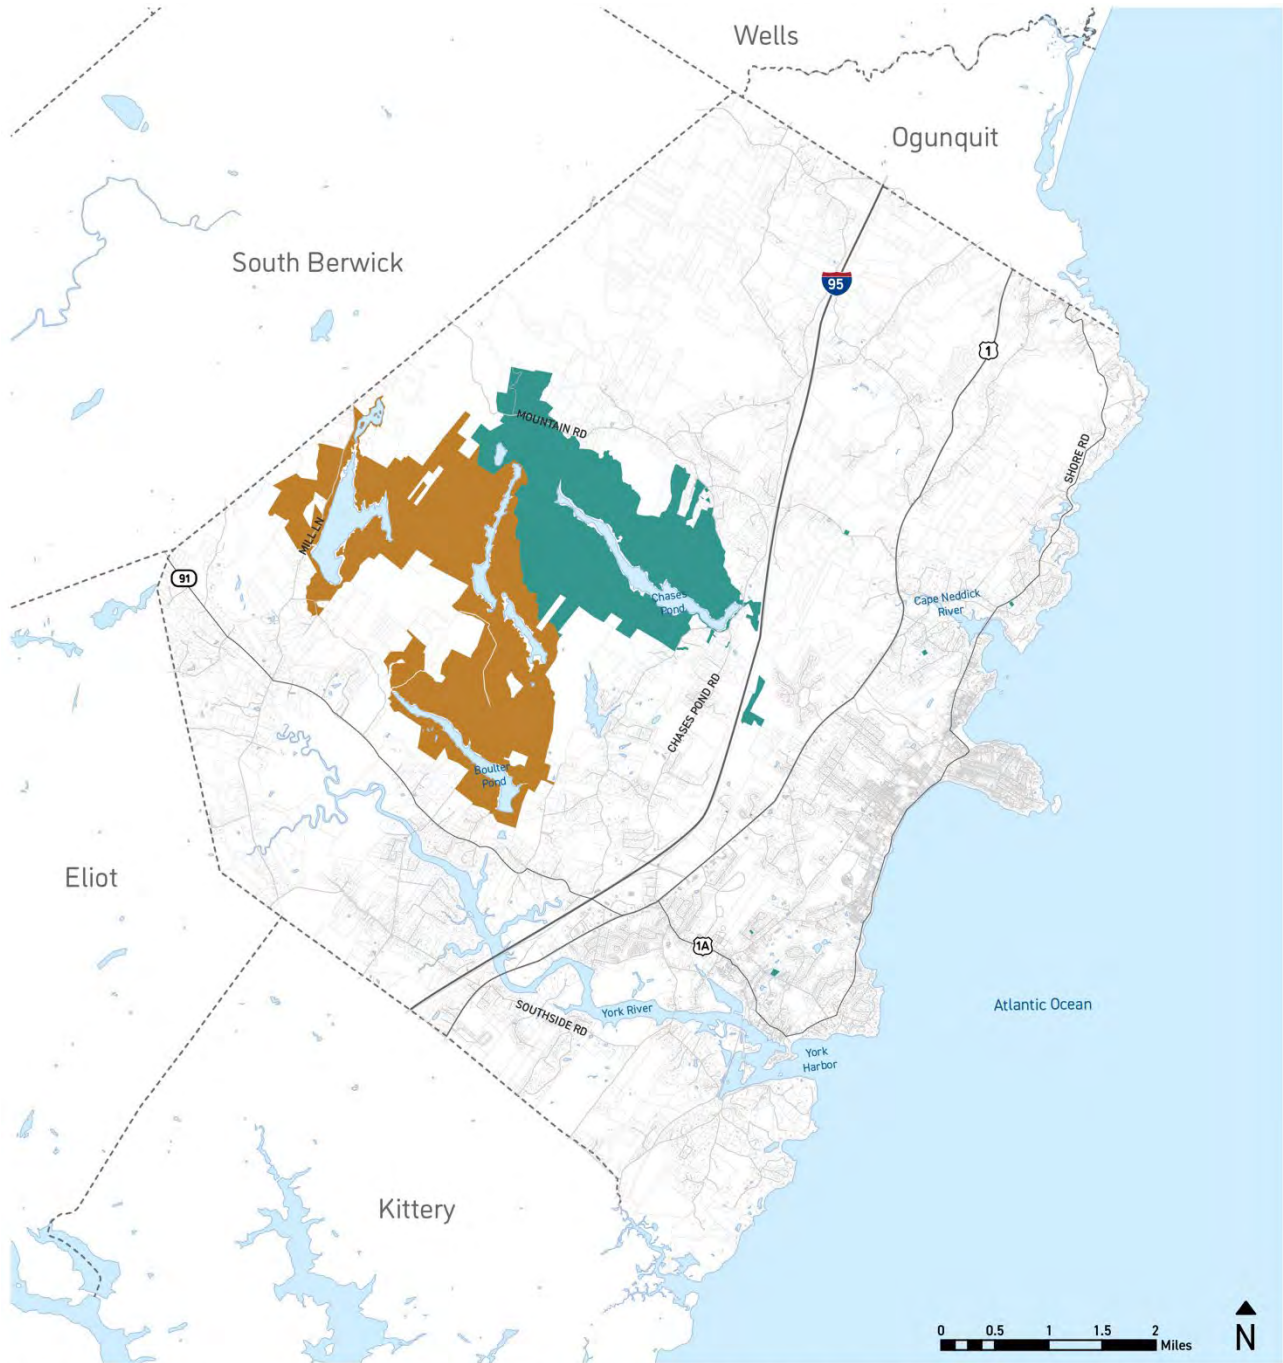 Wells
Ogunquit
South Berwick
95
1
MOUNTAIN RD
SHORE RD
MILL LN
91
Chases
Pond
Cape Neddick
River
CHASES POND RD
Boulter
Pond
Eliot
1A
Atlantic Ocean
SOUTHSIDE RD
York River
York
Harbor
Kittery
0 0.5 1 1.5 2
Miles
N